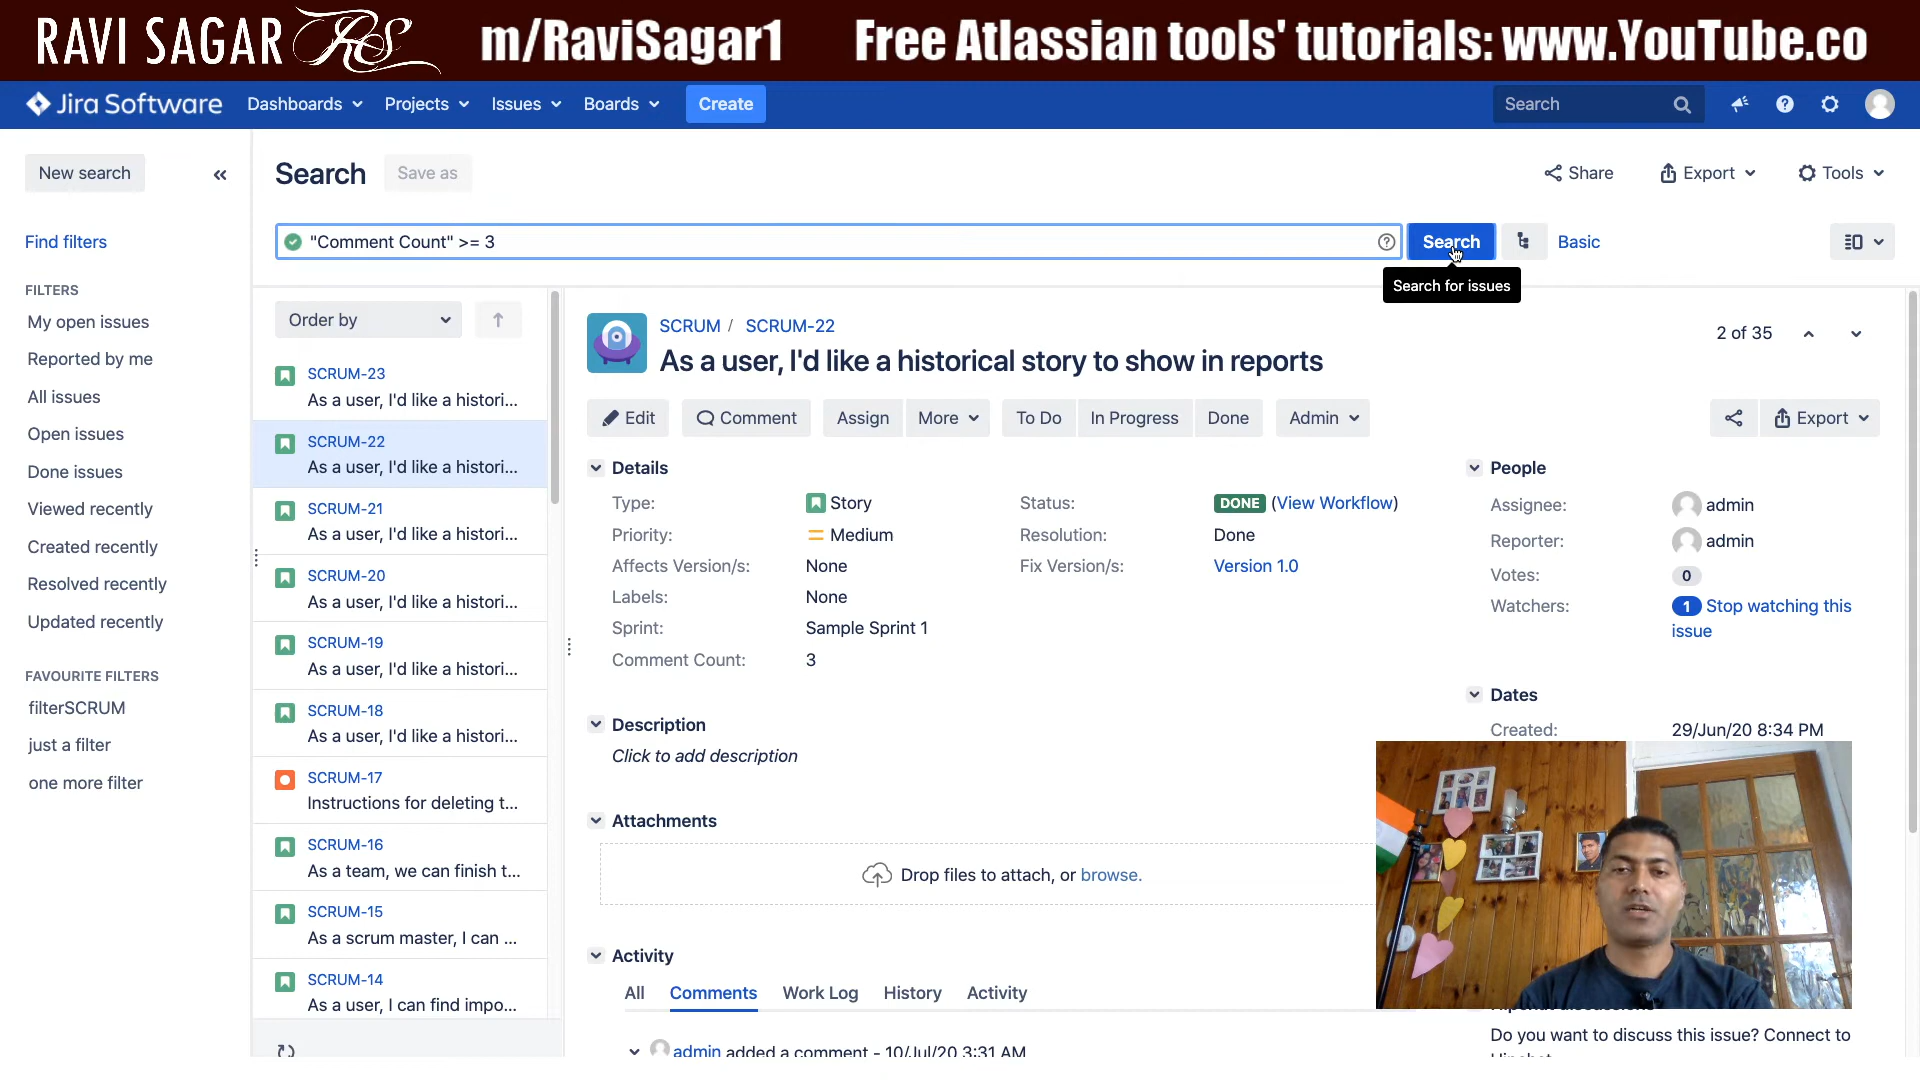 RAVI SAGAR RS m/RaviSagar1 Free Atlassian tools' tutorials: www.YouTube.co
Jira Software Dashboards Projects Issues Boards Create Search
New search
Search Save as Share Export Tools
Find filters
"Comment Count" >= 3 Search Basic
Search for issues
FILTERS
My open issues
Reported by me
All issues
Open issues
Done issues
Viewed recently
Created recently
Resolved recently
Updated recently
FAVOURITE FILTERS
filterSCRUM
just a filter
one more filter
Order by
SCRUM-23
As a user, I'd like a histori...
SCRUM-22
As a user, I'd like a histori...
SCRUM-21
As a user, I'd like a histori...
SCRUM-20
As a user, I'd like a histori...
SCRUM-19
As a user, I'd like a histori...
SCRUM-18
As a user, I'd like a histori...
SCRUM-17
Instructions for deleting t...
SCRUM-16
As a team, we can finish t...
SCRUM-15
As a scrum master, I can ...
SCRUM-14
As a user, I can find impo...
SCRUM / SCRUM-22
2 of 35
As a user, I'd like a historical story to show in reports
Edit Comment Assign More To Do In Progress Done Admin Export
Details
Type: Story Status: DONE (View Workflow)
Priority: Medium Resolution: Done
Affects Version/s: None Fix Version/s: Version 1.0
Labels: None
Sprint: Sample Sprint 1
Comment Count: 3
Description
Click to add description
Attachments
Drop files to attach, or browse.
Activity
All Comments Work Log History Activity
admin added a comment - 10/Jul/20 3:31 AM
People
Assignee: admin
Reporter: admin
Votes: 0
Watchers: 1 Stop watching this
issue
Dates
Created: 29/Jun/20 8:34 PM
Do you want to discuss this issue? Connect to